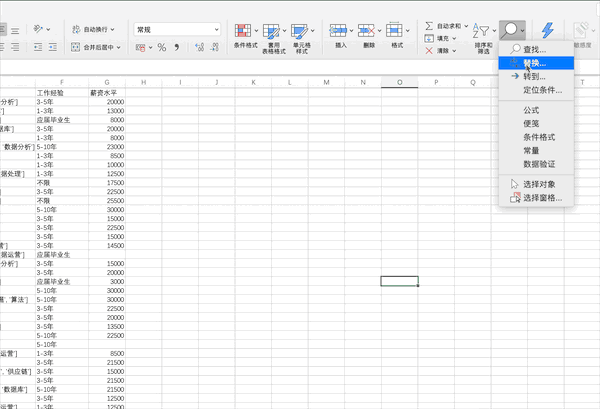 自动换行
常规
自动求和
填充
清除
合并后居中
条件格式
套用
表格格式
单元格
样式
插入
删除
格式
排序和
筛选
查找...
替换...
转到...
定位条件...
公式
便笺
条件格式
常量
数据验证
选择对象
选择窗格...
F G H I J K L M N O P Q T
工作经验 薪资水平
分析'] 3-5年 20000
1-3年 13000
应届毕业生 8000
据库'] 3-5年 20000
1-3年 8000
'数据分析'] 5-10年 23000
1-3年 8500
1-3年 10000
据处理'] 1-3年 12500
不限 17500
3-5年 22500
不限 25500
5-10年 30000
3-5年 15000
3-5年 22500
3-5年 15000
营'] 3-5年 14500
据运营'] 应届毕业生
分析'] 3-5年 15000
3-5年 20000
应届毕业生 3000
5-10年 30000
, '算法'] 5-10年 30000
3-5年 22500
3-5年 20000
3-5年 13500
5-10年 22500
5-10年
运营'] 1-3年 8500
3-5年 21500
, '供应链'] 3-5年 15000
3-5年 21500
'数据库'] 5-10年 21500
3-5年 12500
运营'] 1-3年 12500